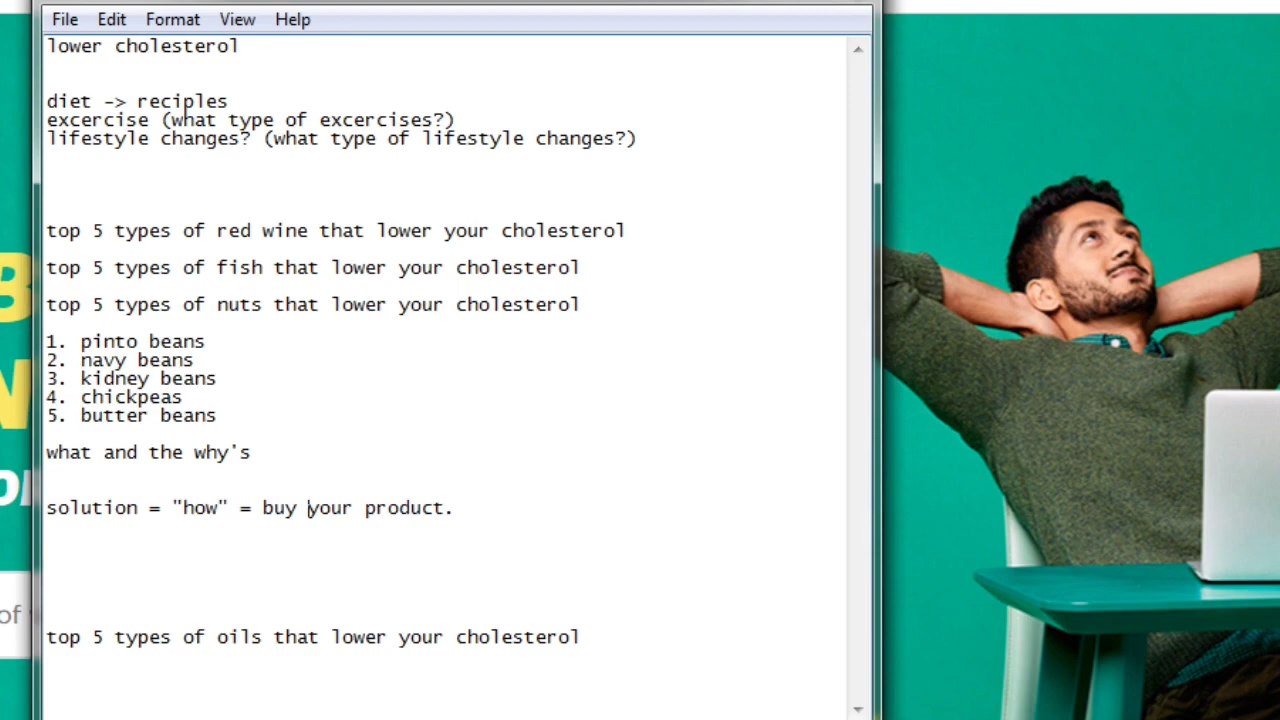 File Edit Format View Help
lower cholesterol
diet -> reciples
excercise (what type of excercises?)
lifestyle changes? (what type of lifestyle changes?)
top 5 types of red wine that lower your cholesterol
top 5 types of fish that lower your cholesterol
top 5 types of nuts that lower your cholesterol
1. pinto beans
2. navy beans
3. kidney beans
4. chickpeas
5. butter beans
what and the why's
solution = "how" = buy your product.
of
top 5 types of oils that lower your cholesterol